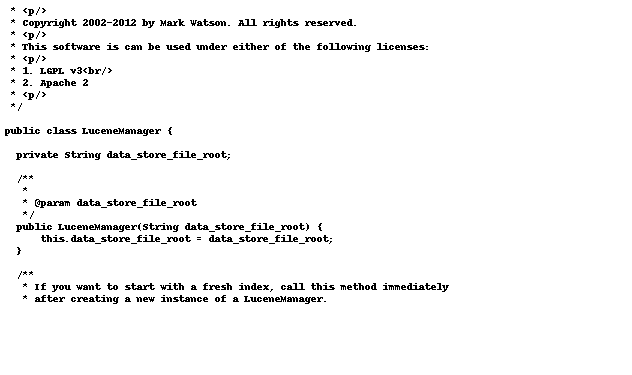 * <p/>
 * Copyright 2002-2012 by Mark Watson. All rights reserved.
 * <p/>
 * This software is can be used under either of the following licenses:
 * <p/>
 * 1. LGPL v3<br/>
 * 2. Apache 2
 * <p/>
 */

public class LuceneManager {

  private String data_store_file_root;

  /**
   *
   * @param data_store_file_root
   */
  public LuceneManager(String data_store_file_root) {
      this.data_store_file_root = data_store_file_root;
  }

  /**
   * If you want to start with a fresh index, call this method immediately
   * after creating a new instance of a LuceneManager.